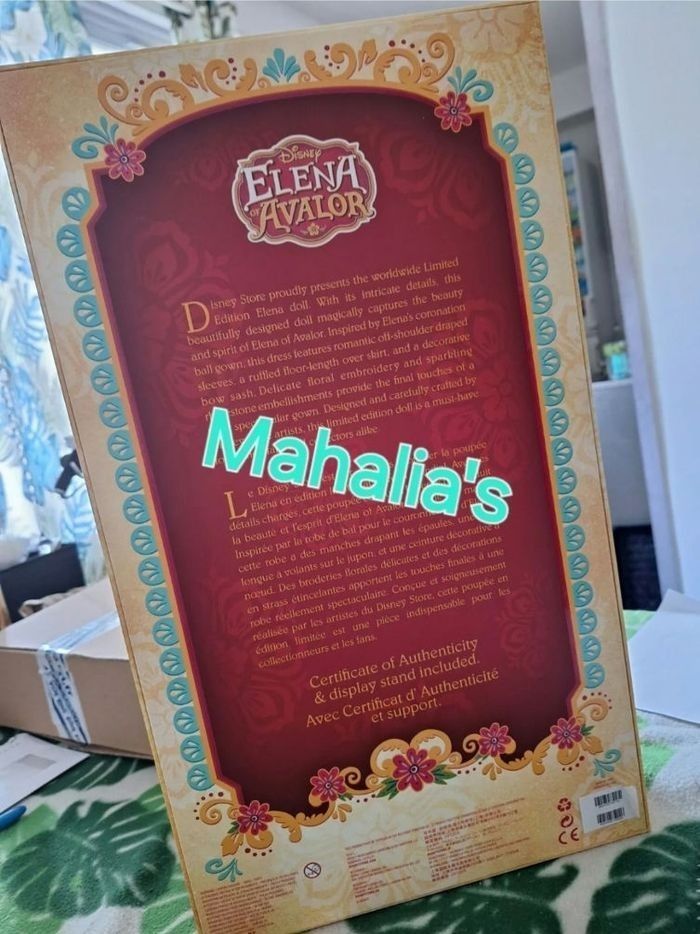 Disney
ELENA
OF AVALOR
Disney Store proudly presents the worldwide Limited
Edition Elena doll. With its intricate details, this
beautifully designed doll magically captures the beauty
and spirit of Elena of Avalor. Inspired by Elena's coronation
ball gown, this dress features romantic off-shoulder draped
sleeves, a ruffled floor-length over skirt, and a decorative
bow sash. Delicate floral embroidery and sparkling
embellishments provide the final touches of a
gown. Designed and carefully crafted by
artists, this limited edition doll is a must-have
alike.
Mahalia's
Le Disney la poupée
Elena en édition
détails chargés, cette
la beauté et l'esprit d'Elena of
Inspirée par la robe de bal pour le
cette robe a des manches drapant les épaules, une
longue à volants sur le jupon, et une ceinture décorative à
nœud. Des broderies florales délicates et des décorations
en strass étincelantes apportent les touches finales à une
robe réellement spectaculaire. Conçue et soigneusement
réalisée par les artistes du Disney Store, cette poupée en
édition limitée est une pièce indispensable pour les
collectionneurs et les fans.
Certificate of Authenticity
& display stand included.
Avec Certificat d' Authenticité
et support.
CE